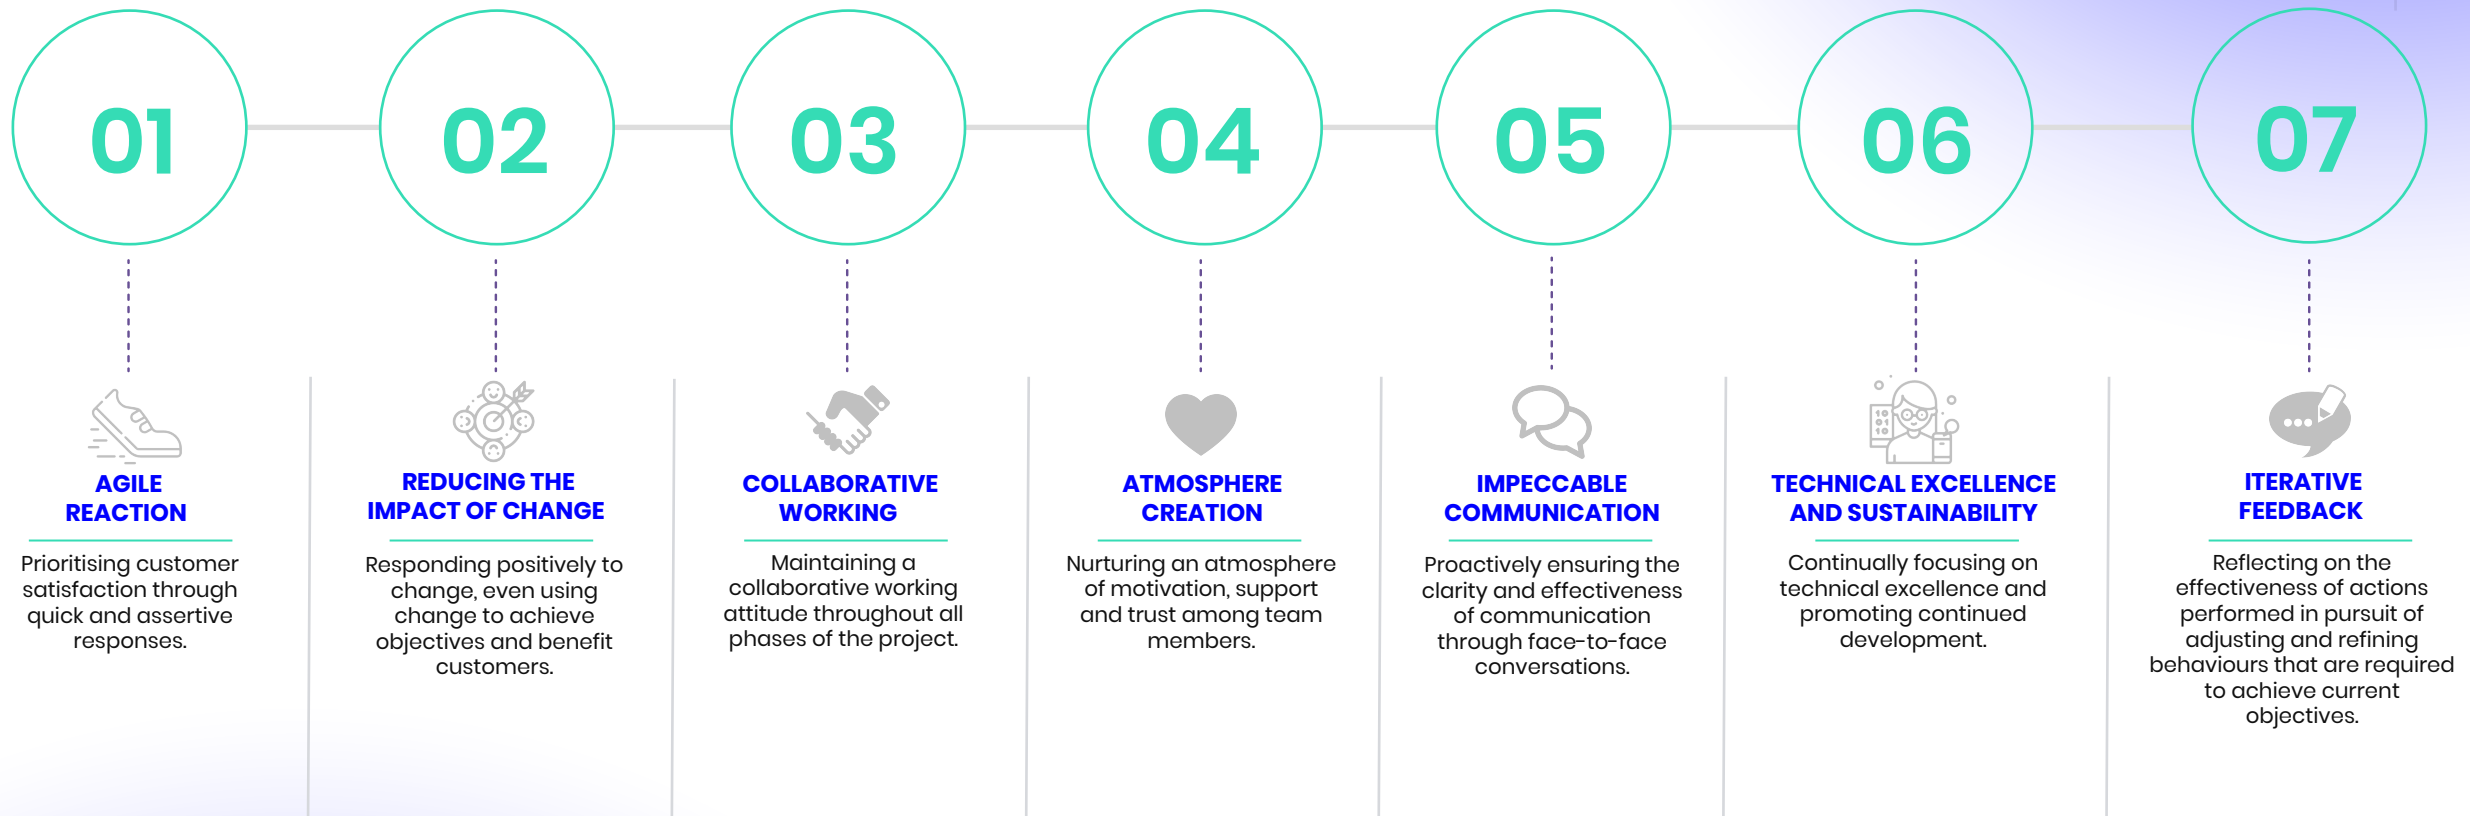 01
AGILE
REACTION
Prioritising customer
satisfaction through
quick and assertive
responses.
02
REDUCING THE
IMPACT OF CHANGE
Responding positively to
change, even using
change to achieve
objectives and benefit
customers.
03
COLLABORATIVE
WORKING
Maintaining a
collaborative working
attitude throughout all
phases of the project.
04
ATMOSPHERE
CREATION
Nurturing an atmosphere
of motivation, support
and trust among team
members.
05
IMPECCABLE
COMMUNICATION
Proactively ensuring the
clarity and effectiveness
of communication
through face-to-face
conversations.
06
10
01
10
TECHNICAL EXCELLENCE
AND SUSTAINABILITY
Continually focusing on
technical excellence and
promoting continued
development.
07
ITERATIVE
FEEDBACK
Reflecting on the
effectiveness of actions
performed in pursuit of
adjusting and refining
behaviours that are required
to achieve current
objectives.